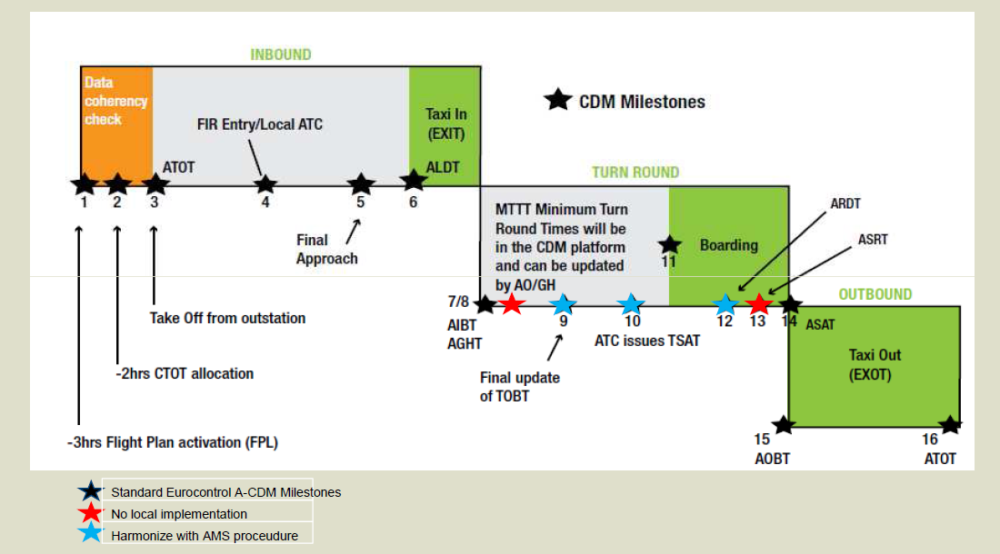 INBOUND
Data
coherency
check
FIR Entry/Local ATC
Taxi In
(EXIT)
CDM Milestones
ATOT
ALDT
1
2
3
4
5
6
Final
Approach
TURN ROUND
MTTT Minimum Turn
Round Times will be
in the CDM platform
and can be updated
by AO/GH
Boarding
11
ARDT
ASRT
7/8
AIBT
AGHT
9
10
12
13
14
ASAT
ATC issues TSAT
Final update
of TOBT
OUTBOUND
Taxi Out
(EXOT)
15
AOBT
16
ATOT
Take Off from outstation
-2hrs CTOT allocation
-3hrs Flight Plan activation (FPL)
Standard Eurocontrol A-CDM Milestones
No local implementation
Harmonize with AMS proceudure